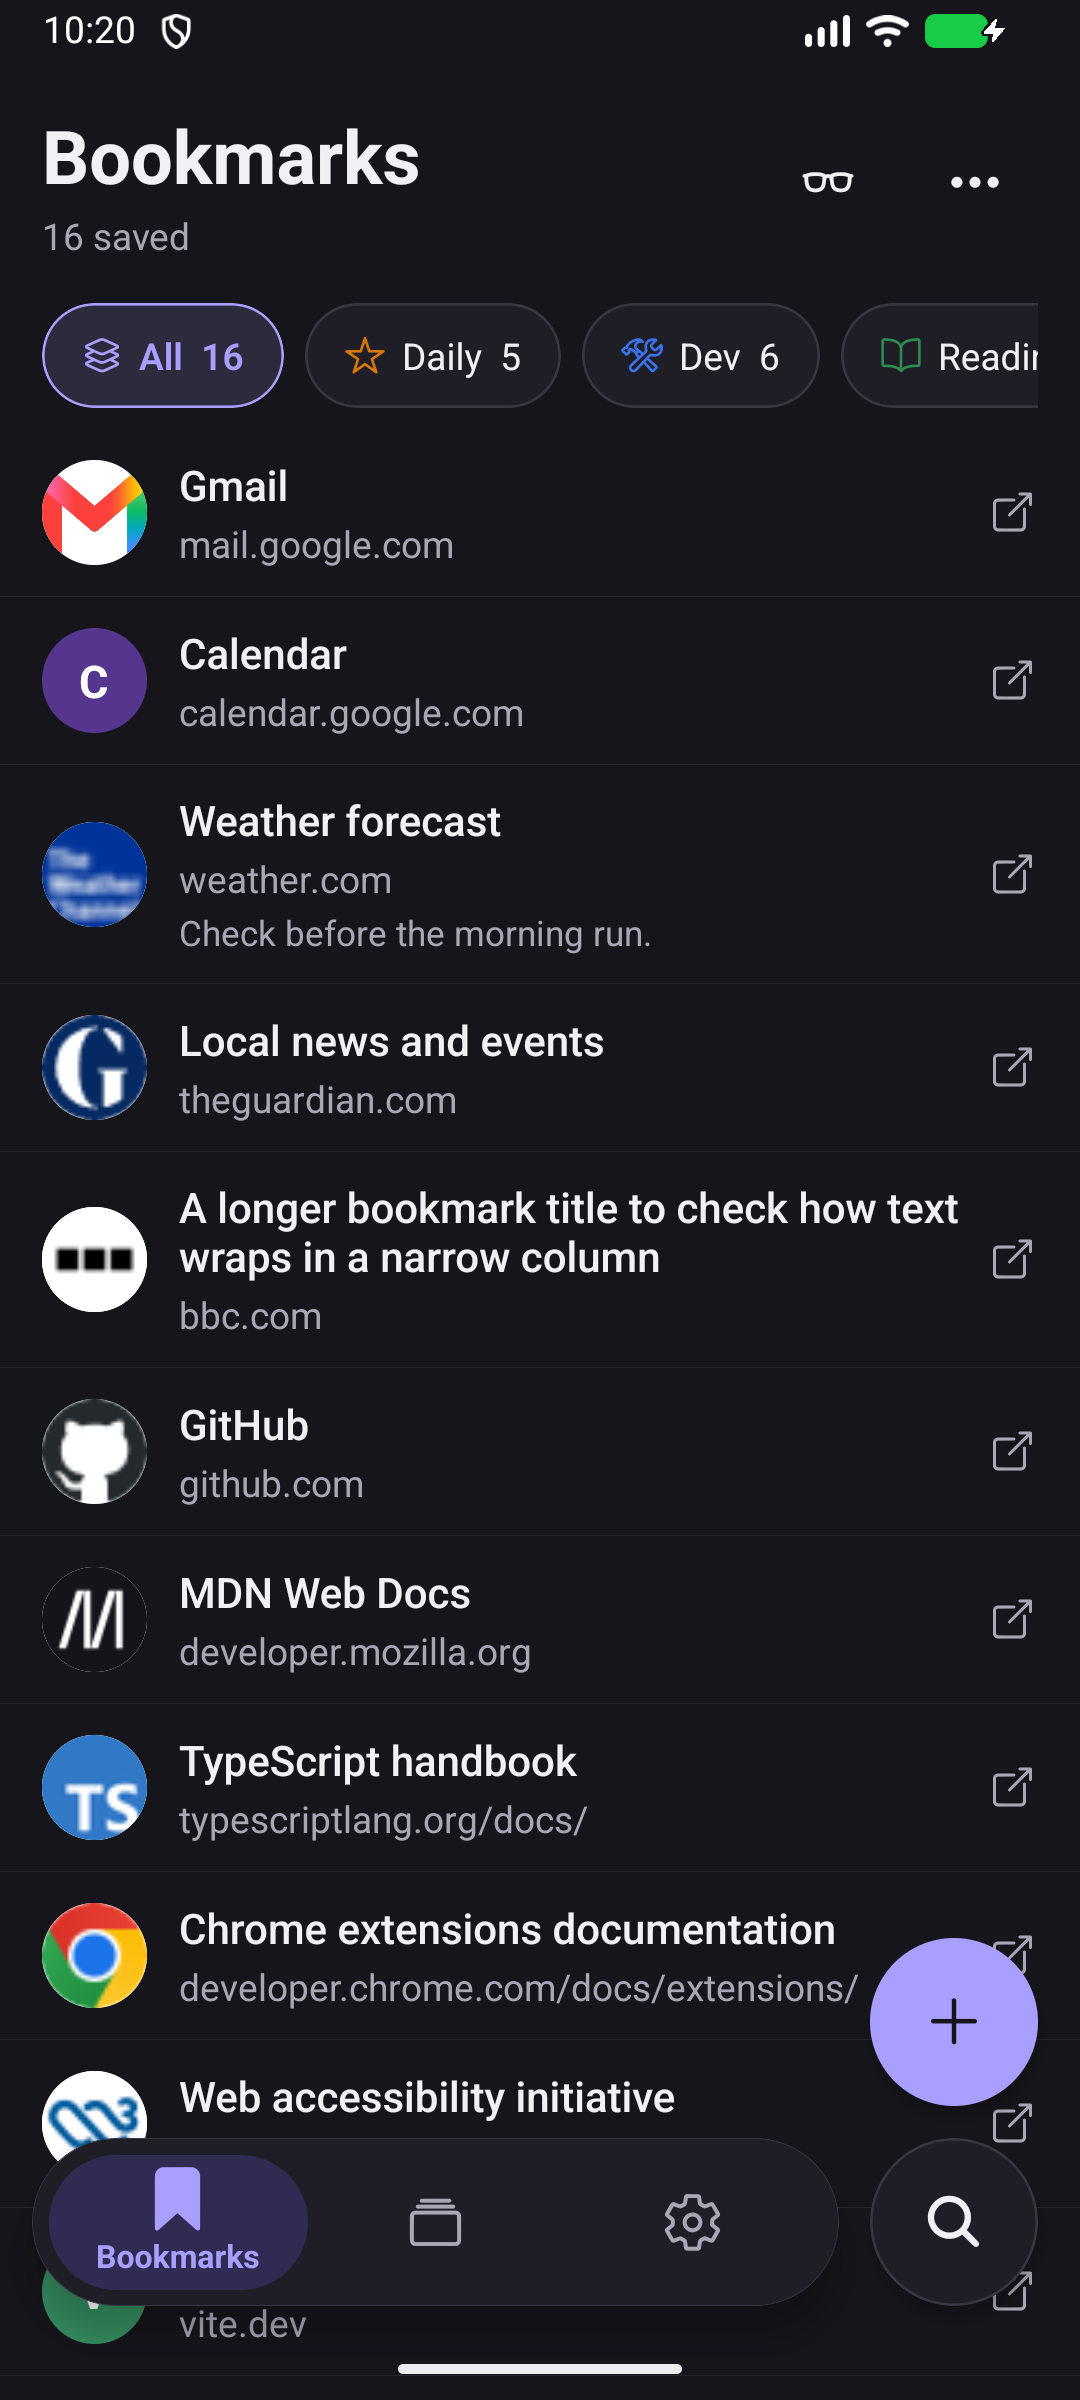 10:20
Bookmarks
16 saved
All 16
Daily 5
Dev 6
Readin
Gmail
mail.google.com
C
Calendar
calendar.google.com
The
Weather
Channel
Weather forecast
weather.com
Check before the morning run.
G
Local news and events
theguardian.com
A longer bookmark title to check how text
wraps in a narrow column
bbc.com
GitHub
github.com
MDN Web Docs
developer.mozilla.org
TS
TypeScript handbook
typescriptlang.org/docs/
Chrome extensions documentation
developer.chrome.com/docs/extensions/
Web accessibility initiative
Bookmarks
vite.dev